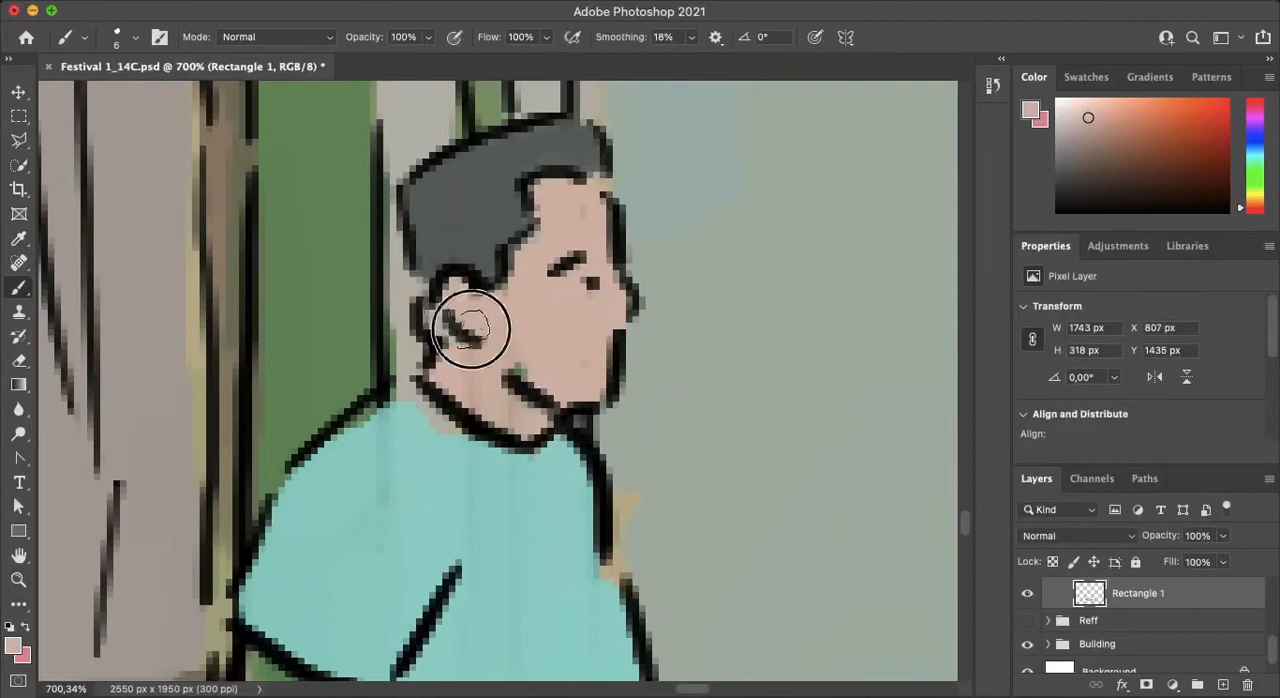 Adobe Photoshop 2021
6 Mode: Normal Opacity: 100% Flow: 100% Smoothing: 18% 0°
Festival 1_14C.psd @ 700% (Rectangle 1, RGB/8) *
Color Swatches Gradients Patterns
Properties Adjustments Libraries
Pixel Layer
Transform
W 1743 px X 807 px
H 318 px Y 1435 px
0,00°
Align and Distribute
Align:
Layers Channels Paths
Kind
Normal Opacity: 100%
Lock: Fill: 100%
Rectangle 1
Reff
Building
Background
700,34% 2550 px x 1950 px (300 ppi)